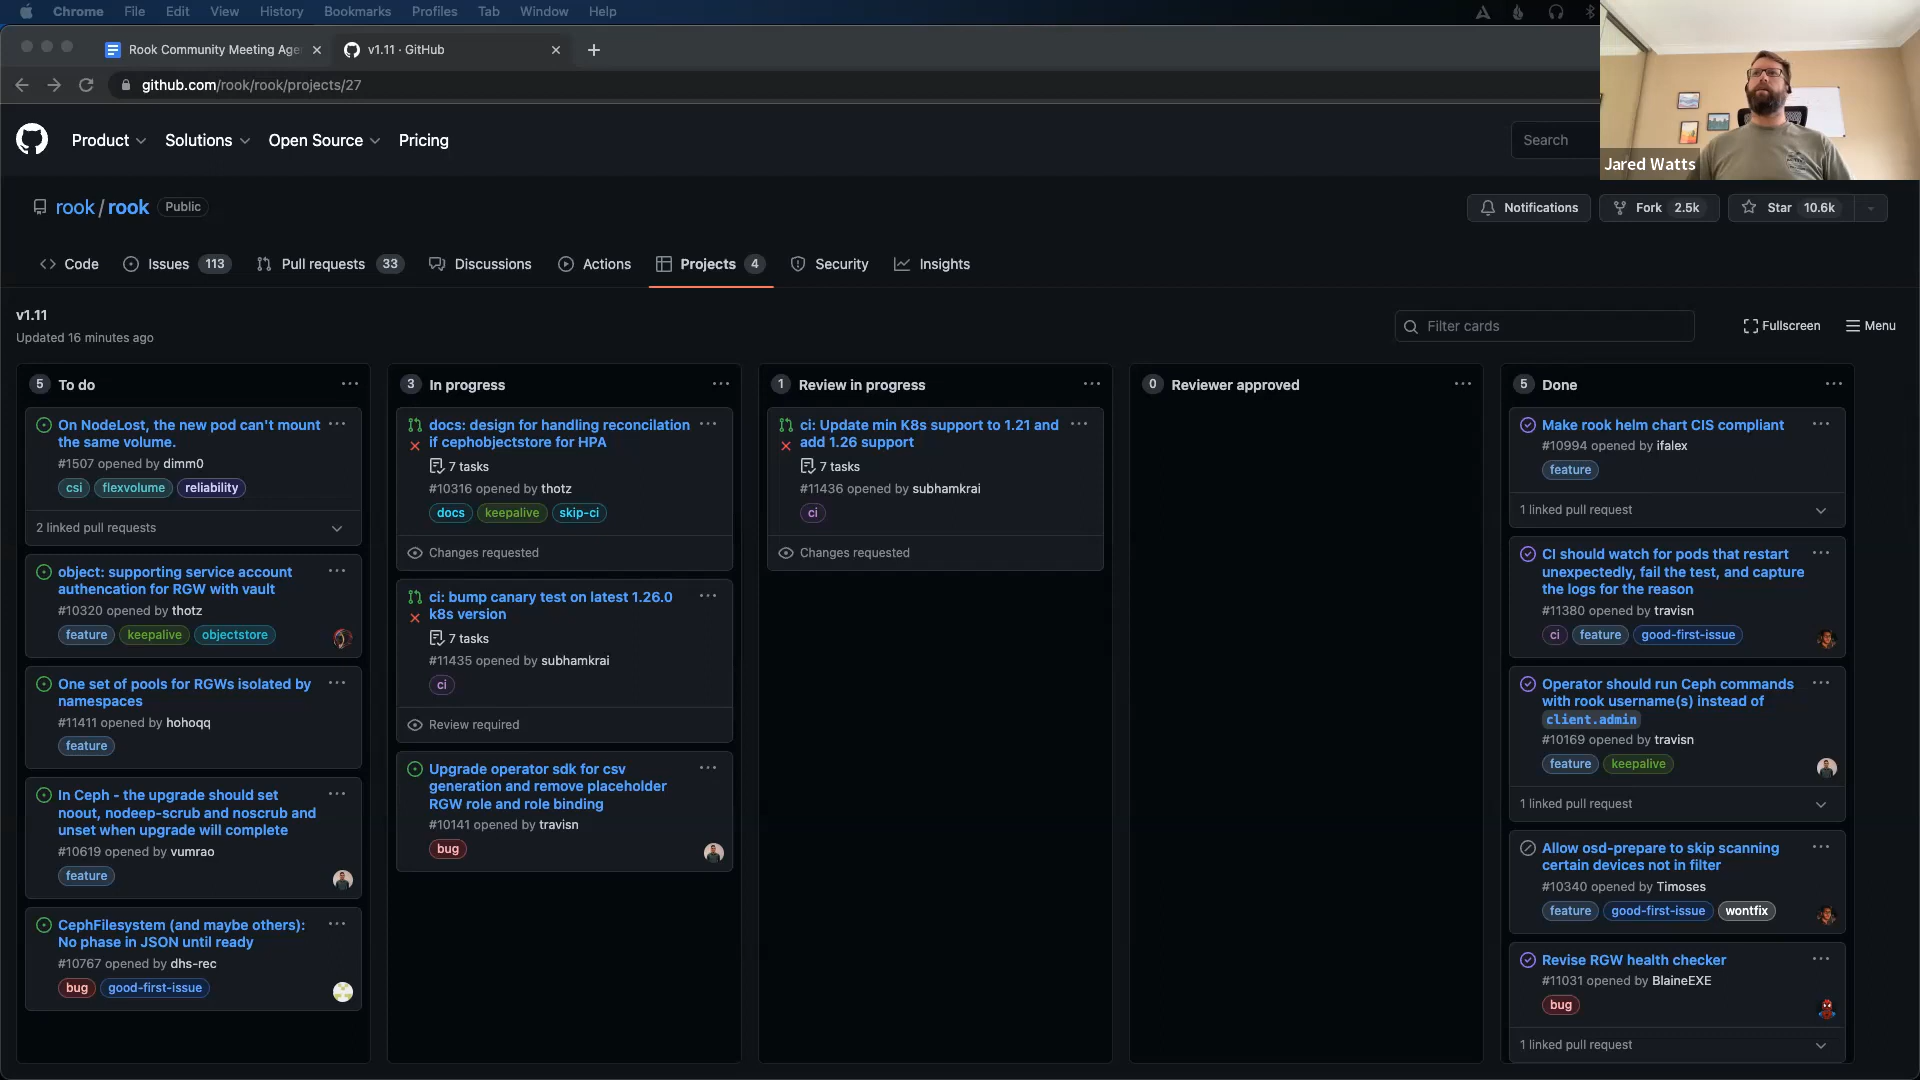 Chrome File Edit View History Bookmarks Profiles Tab Window Help
Rook Community Meeting Age
v1.11 · GitHub
github.com/rook/rook/projects/27
Product Solutions Open Source Pricing
Search
Jared Watts
rook / rook Public
Notifications Fork 2.5k Star 10.6k
Code Issues 113 Pull requests 33 Discussions Actions Projects 4 Security Insights
v1.11
Updated 16 minutes ago
Filter cards
Fullscreen Menu
5 To do
On NodeLost, the new pod can't mount
the same volume.
#1507 opened by dimm0
csi flexvolume reliability
2 linked pull requests
object: supporting service account
authencation for RGW with vault
#10320 opened by thotz
feature keepalive objectstore
One set of pools for RGWs isolated by
namespaces
#11411 opened by hohoqq
feature
In Ceph - the upgrade should set
noout, nodeep-scrub and noscrub and
unset when upgrade will complete
#10619 opened by vumrao
feature
CephFilesystem (and maybe others):
No phase in JSON until ready
#10767 opened by dhs-rec
bug good-first-issue
3 In progress
docs: design for handling reconcilation
if cephobjectstore for HPA
7 tasks
#10316 opened by thotz
docs keepalive skip-ci
Changes requested
ci: bump canary test on latest 1.26.0
k8s version
7 tasks
#11435 opened by subhamkrai
ci
Review required
Upgrade operator sdk for csv
generation and remove placeholder
RGW role and role binding
#10141 opened by travisn
bug
1 Review in progress
ci: Update min K8s support to 1.21 and
add 1.26 support
7 tasks
#11436 opened by subhamkrai
ci
Changes requested
0 Reviewer approved
5 Done
Make rook helm chart CIS compliant
#10994 opened by ifalex
feature
1 linked pull request
CI should watch for pods that restart
unexpectedly, fail the test, and capture
the logs for the reason
#11380 opened by travisn
ci feature good-first-issue
Operator should run Ceph commands
with rook username(s) instead of
client.admin
#10169 opened by travisn
feature keepalive
1 linked pull request
Allow osd-prepare to skip scanning
certain devices not in filter
#10340 opened by Timoses
feature good-first-issue wontfix
Revise RGW health checker
#11031 opened by BlaineEXE
bug
1 linked pull request